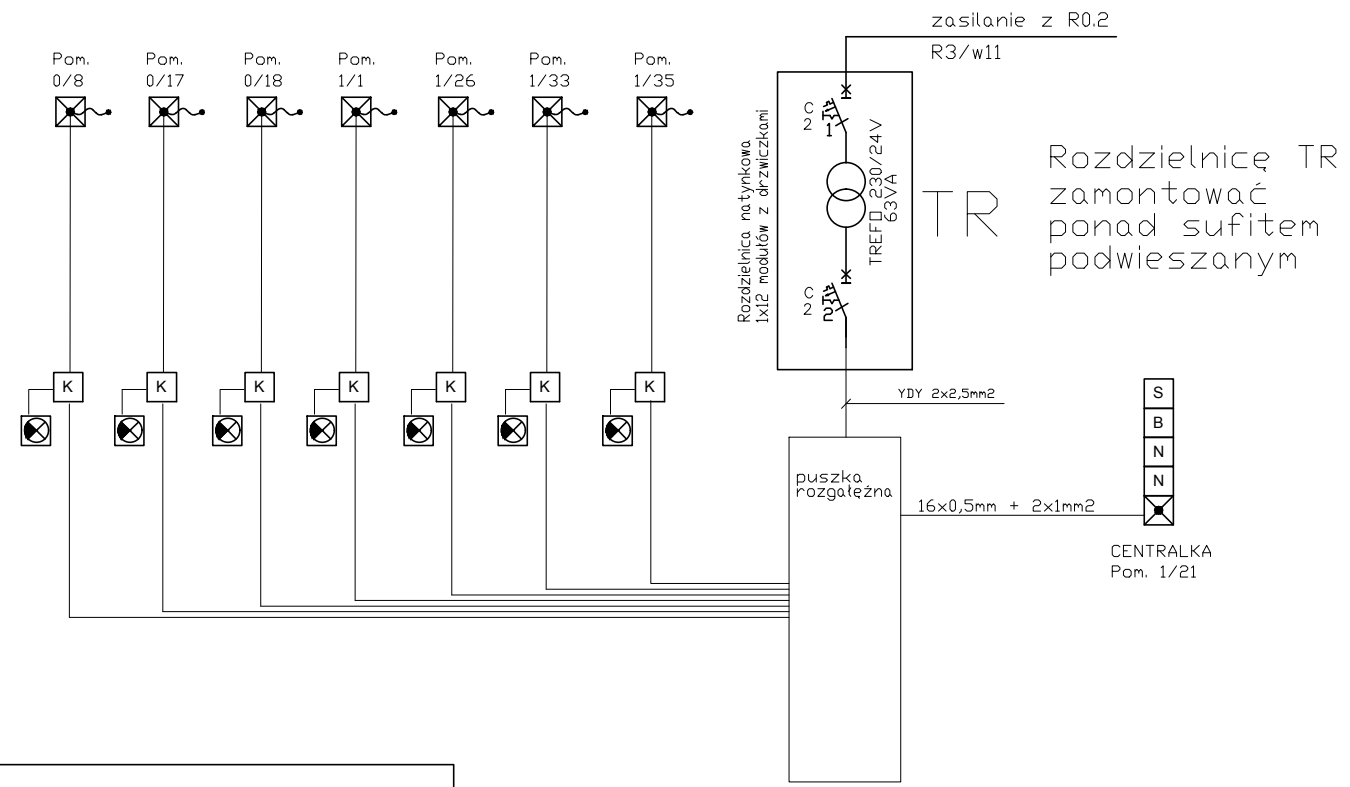 zasilanie z R0.2
R3/w11
Pom.
0/8
Pom.
0/17
Pom.
0/18
Pom.
1/1
Pom.
1/26
Pom.
1/33
Pom.
1/35
Rozdzielnica natynkowa
1x12 modułów z drzwiczkami
C
2
1
TREFO 230/24V
63VA
C
2
2
TR
Rozdzielnicę TR
zamontować
ponad sufitem
podwieszanym
K
K
K
K
K
K
K
YDY 2x2,5mm2
puszka
rozgałęźna
16x0,5mm + 2x1mm2
S
B
N
N
CENTRALKA
Pom. 1/21